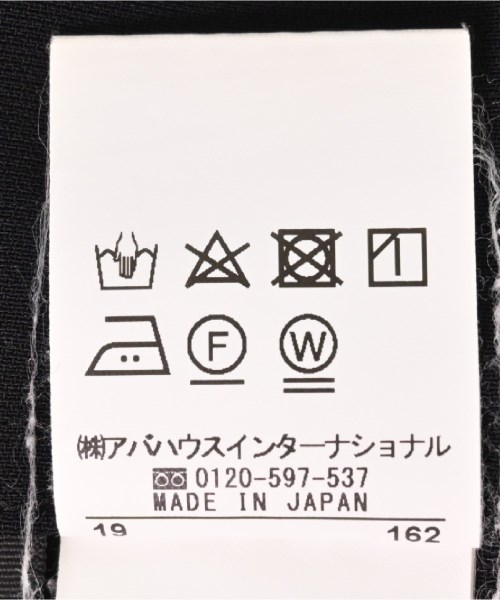 F W
㈱アバハウスインターナショナル
0120-597-537
MADE IN JAPAN
19 162